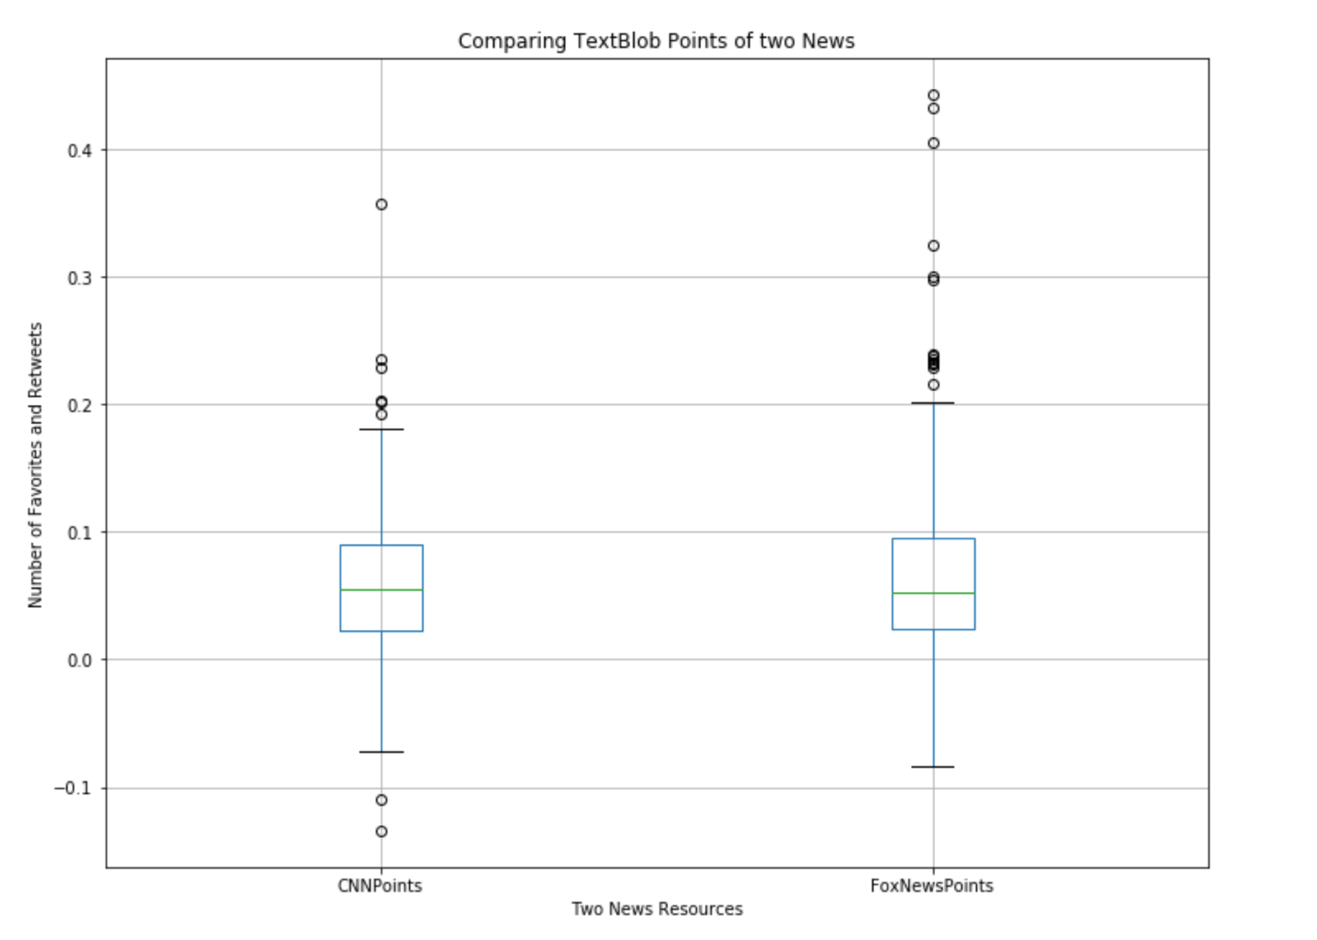 Comparing TextBlob Points of two News
Number of Favorites and Retweets
0.4
0.3
0.2
0.1
0.0
−0.1
CNNPoints
FoxNewsPoints
Two News Resources